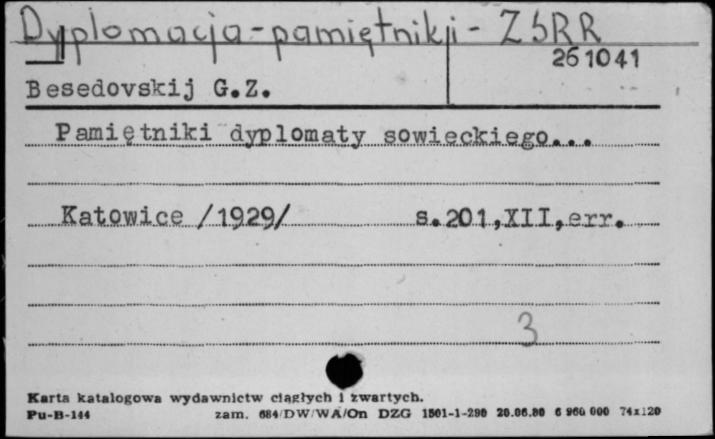 Dyplomacja - pamiętniki - ZSRR
II 261041
Besedovskij G.Z.
Pamiętniki dyplomaty sowieckiego...
Katowice /1929/ s.201,XII,err.
3
Karta katalogowa wydawnictw ciągłych i zwartych.
Pu-B-144 zam. 684/DW/WA/On DZG 1501-1-290 20.06.80 6 960 000 74x120